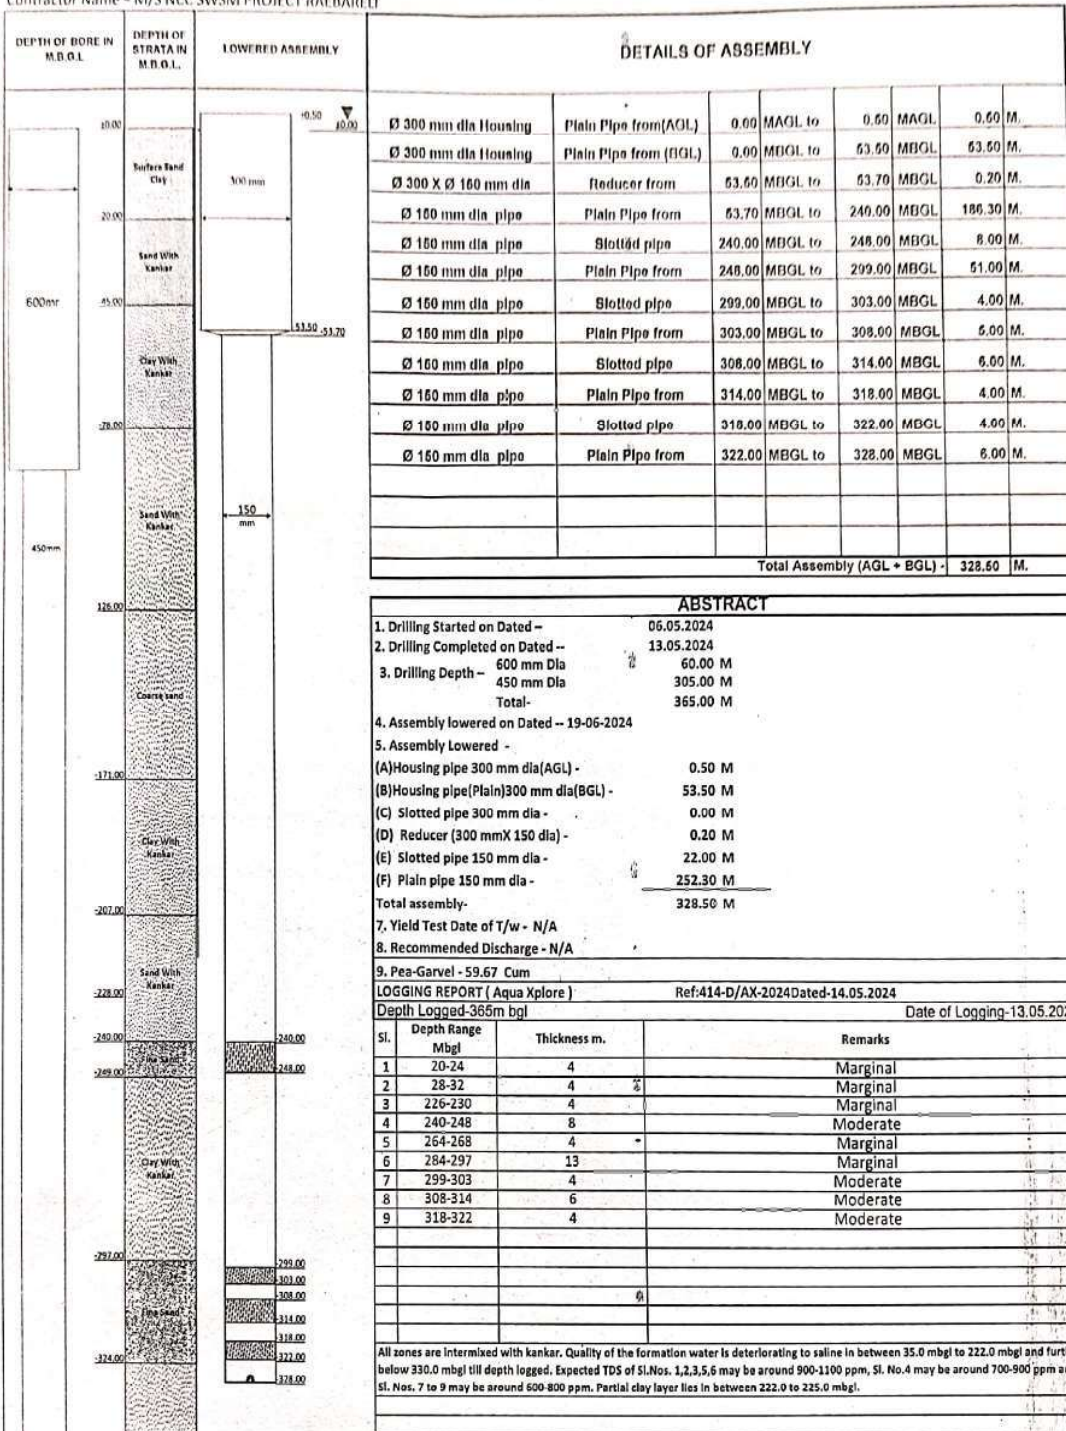 Contractor Name - M/S NCC SWSM PROJECT RAEBARELI
DEPTH OF BORE IN M.B.G.L
DEPTH OF STRATA IN M.B.G.L.
LOWERED ASSEMBLY
DETAILS OF ASSEMBLY
Ø 300 mm dia Housing Plain Pipe from(AGL) 0.00 MAGL to 0.50 MAGL 0.50 M.
Ø 300 mm dia Housing Plain Pipe from (BGL) 0.00 MBGL to 53.50 MBGL 53.50 M.
Ø 300 X Ø 150 mm dia Reducer from 53.50 MBGL to 53.70 MBGL 0.20 M.
Ø 150 mm dia pipe Plain Pipe from 53.70 MBGL to 240.00 MBGL 186.30 M.
Ø 150 mm dia pipe Slotted pipe 240.00 MBGL to 248.00 MBGL 8.00 M.
Ø 150 mm dia pipe Plain Pipe from 248.00 MBGL to 299.00 MBGL 51.00 M.
Ø 150 mm dia pipe Slotted pipe 299.00 MBGL to 303.00 MBGL 4.00 M.
Ø 150 mm dia pipe Plain Pipe from 303.00 MBGL to 308.00 MBGL 5.00 M.
Ø 150 mm dia pipe Slotted pipe 308.00 MBGL to 314.00 MBGL 6.00 M.
Ø 150 mm dia pipe Plain Pipe from 314.00 MBGL to 318.00 MBGL 4.00 M.
Ø 150 mm dia pipe Slotted pipe 318.00 MBGL to 322.00 MBGL 4.00 M.
Ø 150 mm dia pipe Plain Pipe from 322.00 MBGL to 328.00 MBGL 6.00 M.
Total Assembly (AGL + BGL) - 328.50 M.
±0.00
600mr
450mm
Surface Sand Clay
20.00
Sand With Kankar
45.00
Clay With Kankar
-78.00
Sand With Kankar
126.00
Coarse sand
-171.00
Clay With Kankar
-207.00
Sand With Kankar
-228.00
-240.00
Fine Sand
-249.00
Clay With Kankar
-297.00
Fine Sand
-324.00
+0.50
±0.00
300 mm
-53.50 -53.70
150 mm
-240.00
-248.00
-299.00
-303.00
-308.00
-314.00
-318.00
-322.00
-328.00
ABSTRACT
1. Drilling Started on Dated – 06.05.2024
2. Drilling Completed on Dated -- 13.05.2024
3. Drilling Depth – 600 mm Dia 60.00 M
450 mm Dia 305.00 M
Total- 365.00 M
4. Assembly lowered on Dated -- 19-06-2024
5. Assembly Lowered -
(A)Housing pipe 300 mm dia(AGL) - 0.50 M
(B)Housing pipe(Plain)300 mm dia(BGL) - 53.50 M
(C) Slotted pipe 300 mm dia - 0.00 M
(D) Reducer (300 mmX 150 dia) - 0.20 M
(E) Slotted pipe 150 mm dia - 22.00 M
(F) Plain pipe 150 mm dia - 252.30 M
Total assembly- 328.50 M
7. Yield Test Date of T/w - N/A
8. Recommended Discharge - N/A
9. Pea-Garvel - 59.67 Cum
LOGGING REPORT ( Aqua Xplore ) Ref:414-D/AX-2024Dated-14.05.2024
Depth Logged-365m bgl Date of Logging-13.05.202
Sl. Depth Range Mbgl Thickness m. Remarks
1 20-24 4 Marginal
2 28-32 4 Marginal
3 226-230 4 Marginal
4 240-248 8 Moderate
5 264-268 4 Marginal
6 284-297 13 Marginal
7 299-303 4 Moderate
8 308-314 6 Moderate
9 318-322 4 Moderate
All zones are intermixed with kankar. Quality of the formation water is deteriorating to saline in between 35.0 mbgl to 222.0 mbgl and furt
below 330.0 mbgl till depth logged. Expected TDS of Sl.Nos. 1,2,3,5,6 may be around 900-1100 ppm, Sl. No.4 may be around 700-900 ppm a
Sl. Nos. 7 to 9 may be around 600-800 ppm. Partial clay layer lies in between 222.0 to 225.0 mbgl.